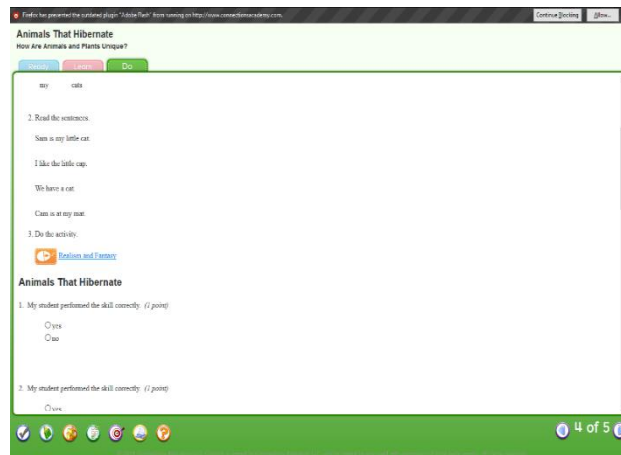 Firefox has prevented the outdated plugin "Adobe Flash" from running on http://www.connectionsacademy.com.
Continue Blocking
Allow...
Animals That Hibernate
How Are Animals and Plants Unique?
Ready
Learn
Do
my cats
2. Read the sentences.
Sam is my little cat.
I like the little cap.
We have a cat.
Cam is at my mat.
3. Do the activity.
Realism and Fantasy
Animals That Hibernate
1. My student performed the skill correctly. (1 point)
yes
no
2. My student performed the skill correctly. (1 point)
yes
4 of 5